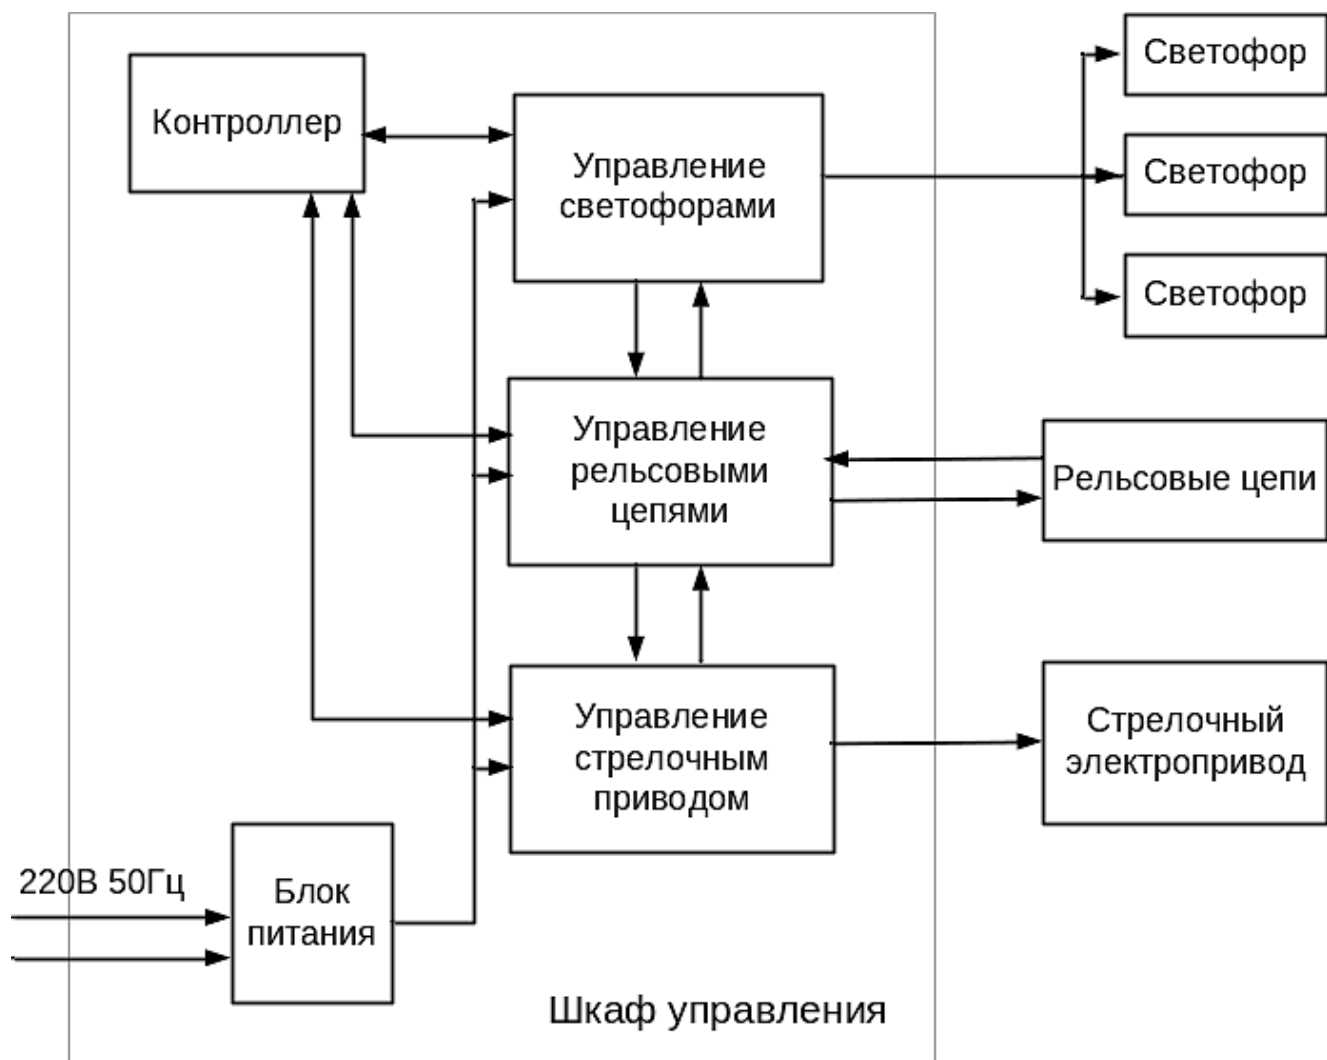 Контроллер
Управление
светофорами
Светофор
Светофор
Светофор
Управление
рельсовыми
цепями
Рельсовые цепи
Управление
стрелочным
приводом
Стрелочный
электропривод
220В 50Гц
Блок
питания
Шкаф управления